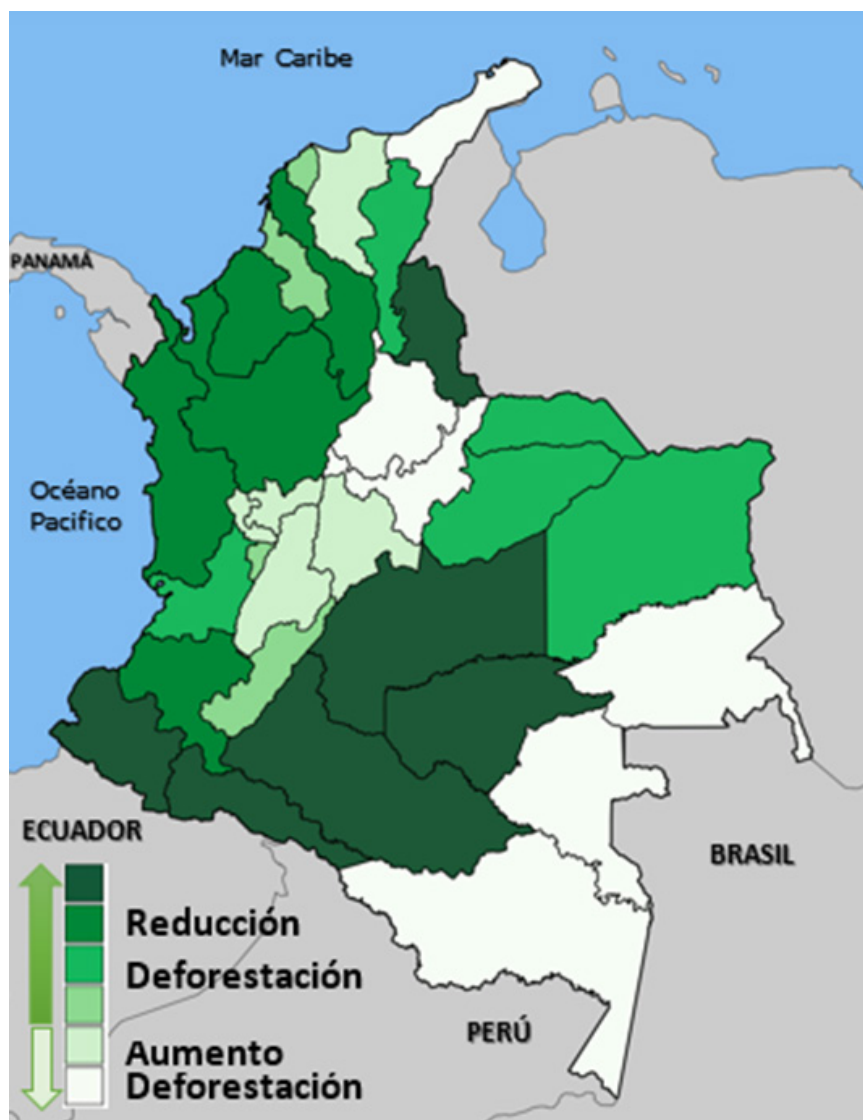 Mar Caribe
PANAMÁ
Océano
Pacifico
ECUADOR
BRASIL
PERÚ
Reducción
Deforestación
Aumento
Deforestación